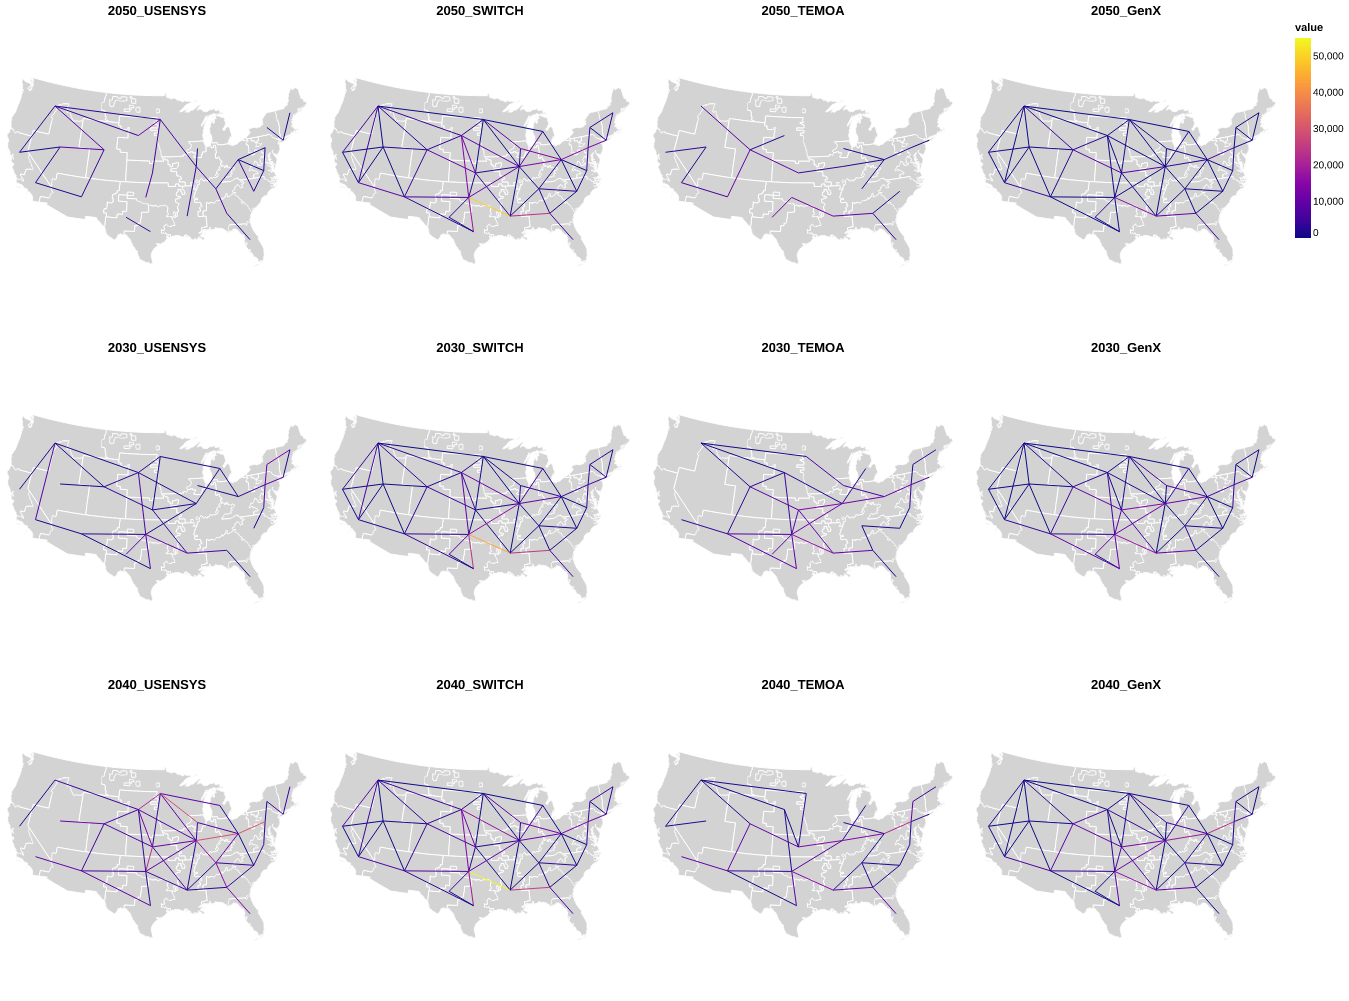 2050_USENSYS
2050_SWITCH
2050_TEMOA
2050_GenX
value
50,000
40,000
30,000
20,000
10,000
0
2030_USENSYS
2030_SWITCH
2030_TEMOA
2030_GenX
2040_USENSYS
2040_SWITCH
2040_TEMOA
2040_GenX